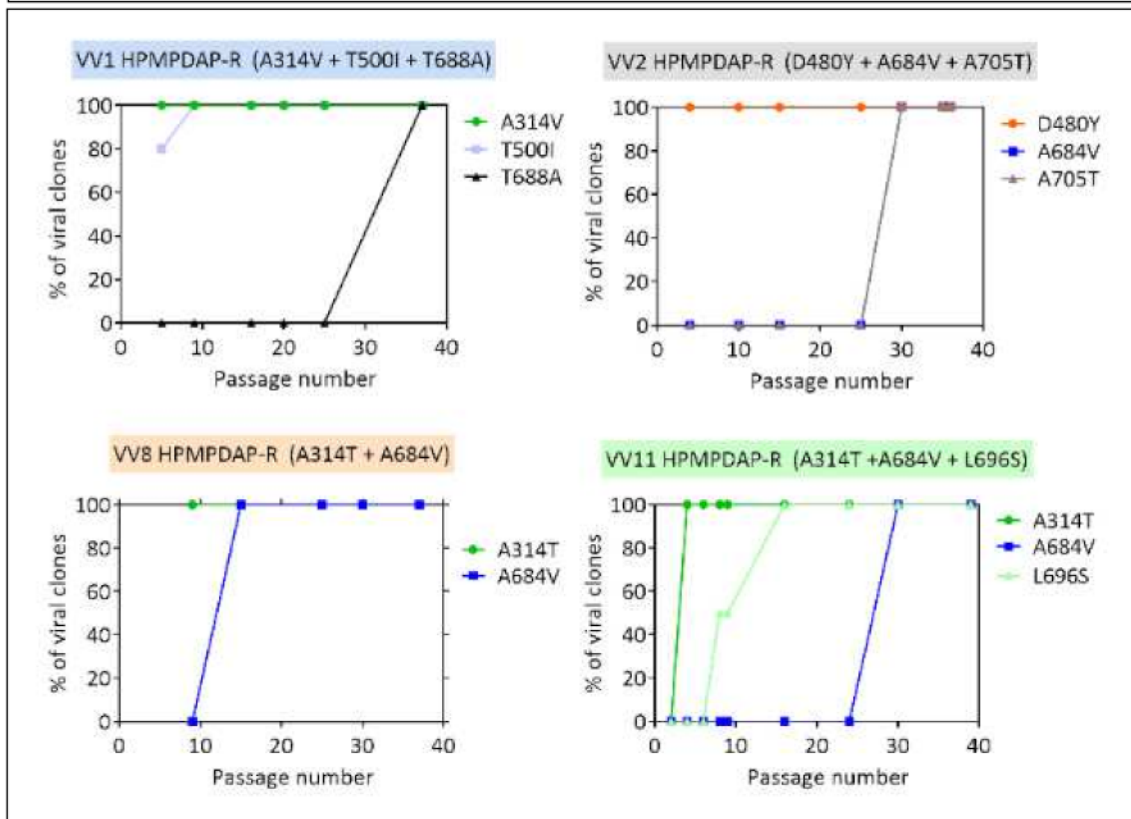 VV1 HPMPDAP-R (A314V + T500I + T688A)
% of viral clones
100
80
60
40
20
0
0 10 20 30 40
Passage number
A314V
T500I
T688A
VV2 HPMPDAP-R (D480Y + A684V + A705T)
% of viral clones
100
80
60
40
20
0
0 10 20 30 40
Passage number
D480Y
A684V
A705T
VV8 HPMPDAP-R (A314T + A684V)
% of viral clones
100
80
60
40
20
0
0 10 20 30 40
Passage number
A314T
A684V
VV11 HPMPDAP-R (A314T +A684V + L696S)
% of viral clones
100
80
60
40
20
0
0 10 20 30 40
Passage number
A314T
A684V
L696S